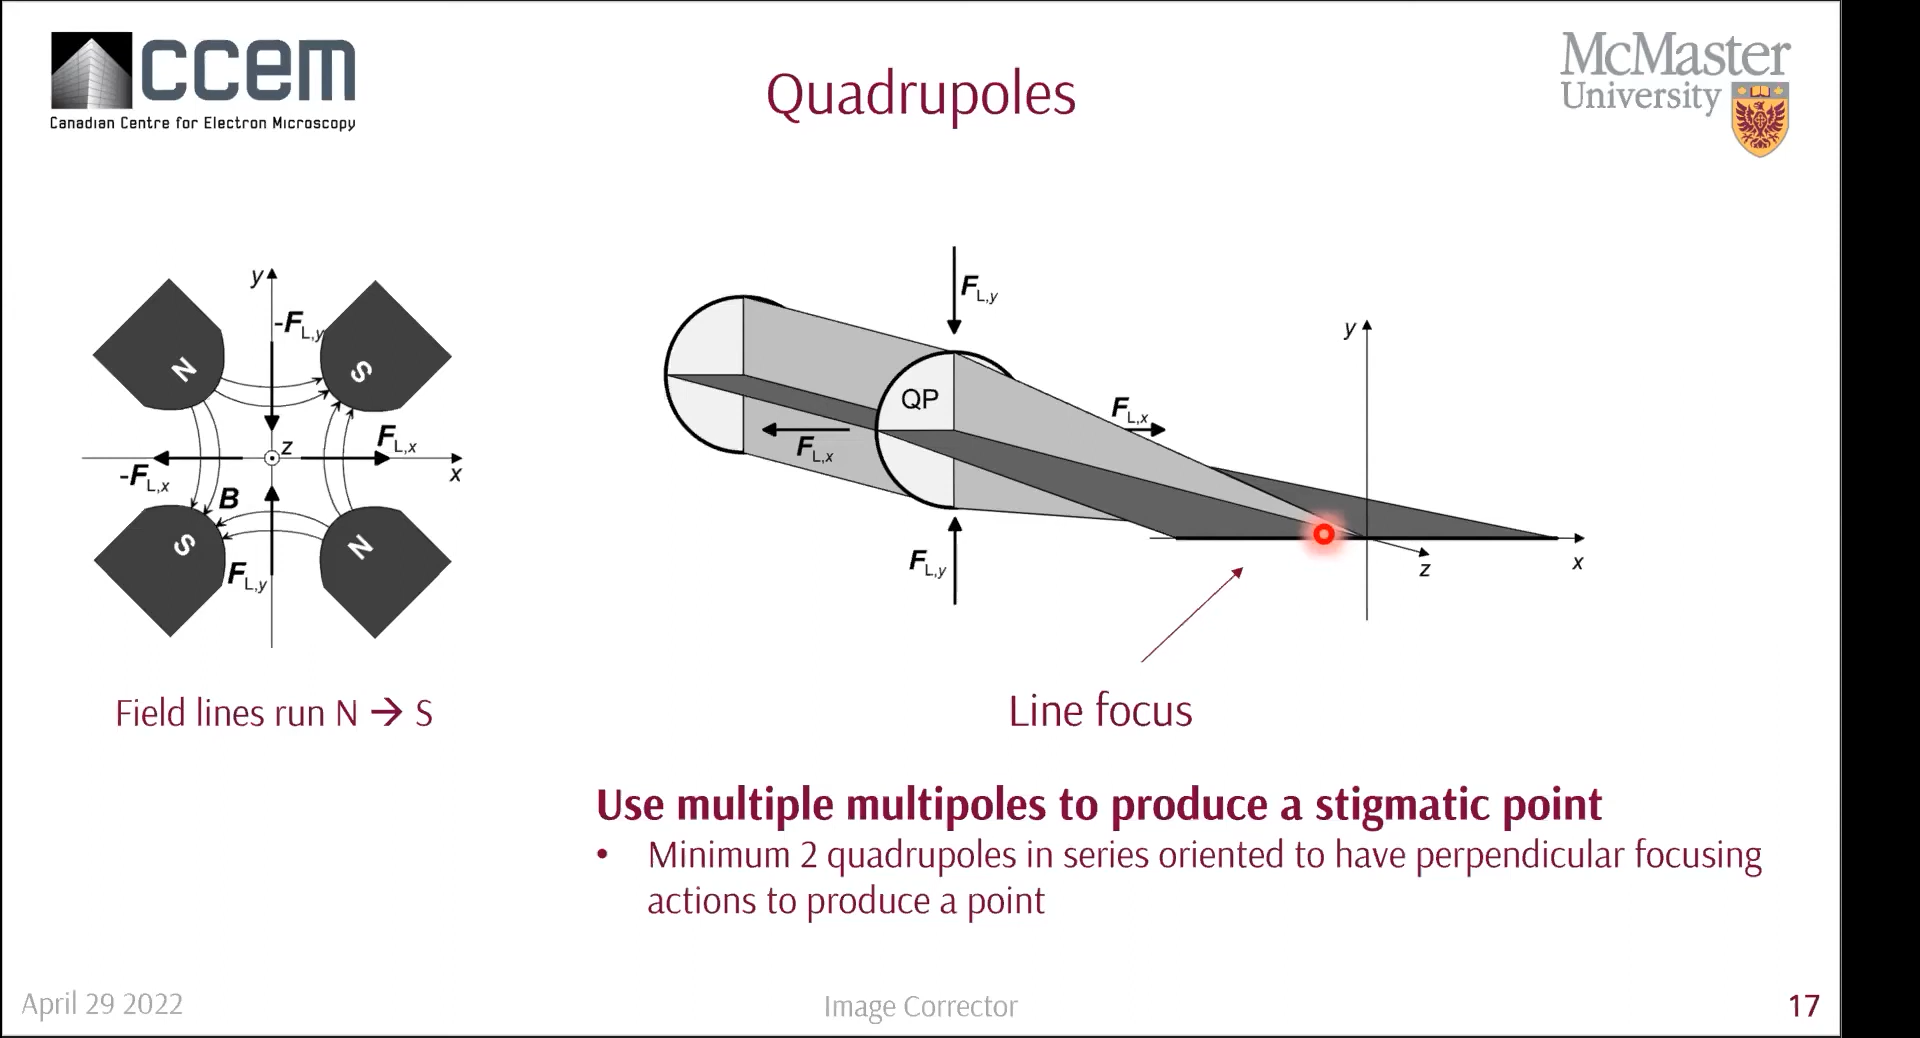 ccem
Canadian Centre for Electron Microscopy
Quadrupoles
McMaster
University
y
-F L,y
N
S
z
F L,x
-F L,x
x
B
S
N
F L,y
F L,y
QP
F L,x
F L,x
F L,y
y
x
z
Field lines run N → S
Line focus
Use multiple multipoles to produce a stigmatic point
• Minimum 2 quadrupoles in series oriented to have perpendicular focusing
actions to produce a point
April 29 2022
Image Corrector
17